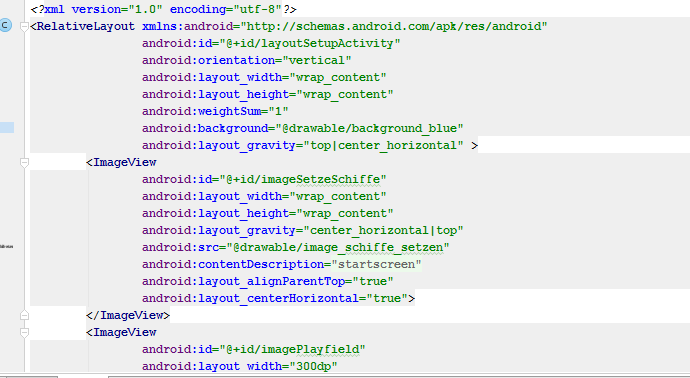 <?xml version="1.0" encoding="utf-8"?>
C
<RelativeLayout xmlns:android="http://schemas.android.com/apk/res/android"
android:id="@+id/layoutSetupActivity"
android:orientation="vertical"
android:layout_width="wrap_content"
android:layout_height="wrap_content"
android:weightSum="1"
android:background="@drawable/background_blue"
android:layout_gravity="top|center_horizontal" >
<ImageView
android:id="@+id/imageSetzeSchiffe"
android:layout_width="wrap_content"
android:layout_height="wrap_content"
android:layout_gravity="center_horizontal|top"
android:src="@drawable/image_schiffe_setzen"
android:contentDescription="startscreen"
android:layout_alignParentTop="true"
android:layout_centerHorizontal="true">
</ImageView>
<ImageView
android:id="@+id/imagePlayfield"
android:layout_width="300dp"